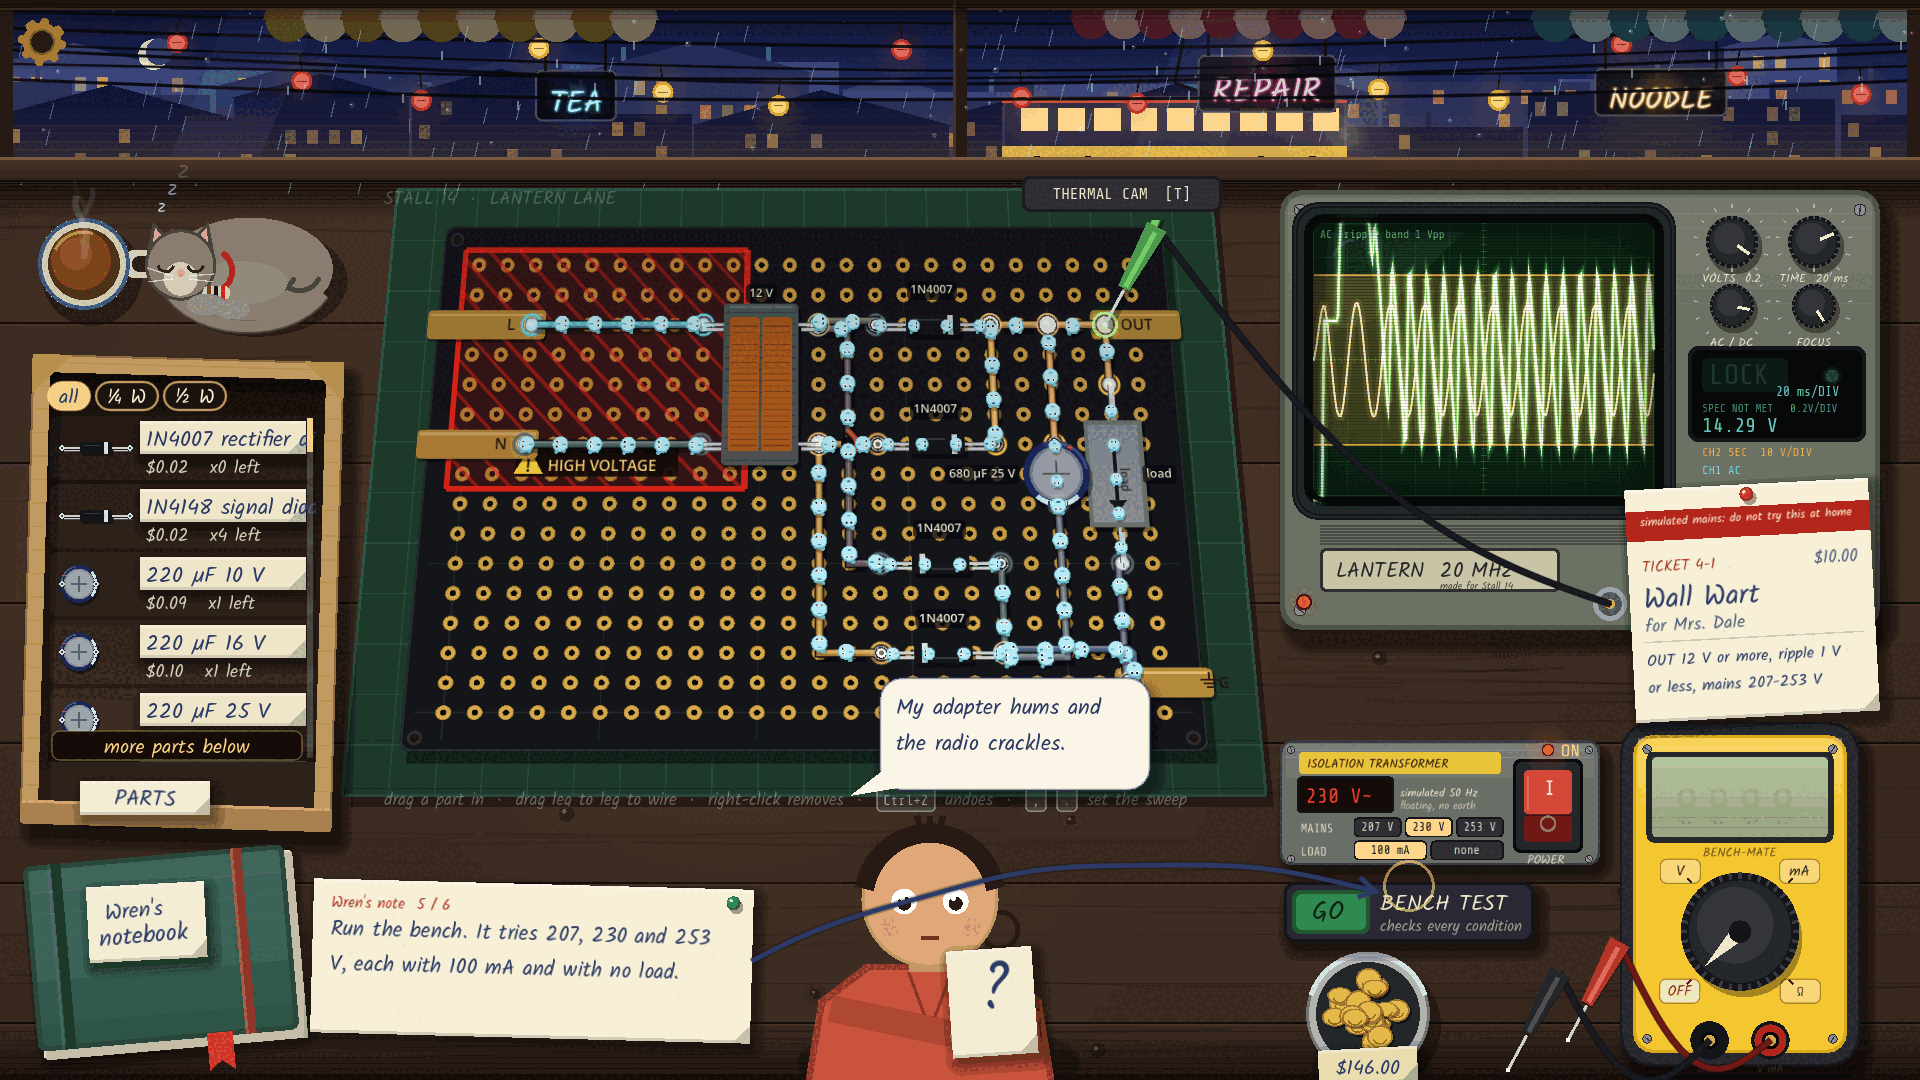 TEA
REPAIR
NOODLE
z
z
z
STALL 14 · LANTERN LANE
THERMAL CAM [T]
12 V
1N4007
L
OUT
1N4007
N
HIGH VOLTAGE
680 µF 25 V
load
load
1N4007
1N4007
G
all
¼ W
½ W
1N4007 rectifier d
$0.02 x0 left
1N4148 signal diod
$0.02 x4 left
220 µF 10 V
$0.09 x1 left
220 µF 16 V
$0.10 x1 left
220 µF 25 V
more parts below
PARTS
AC ripple band 1 Vpp
VOLTS 0.2
TIME 20 ms
AC / DC
FOCUS
LOCK
20 ms/DIV
SPEC NOT MET 0.2V/DIV
14.29 V
CH2 SEC 10 V/DIV
CH1 AC
LANTERN 20 MHz
made for Stall 14
simulated mains: do not try this at home
TICKET 4-1
$10.00
Wall Wart
for Mrs. Dale
OUT 12 V or more, ripple 1 V
or less, mains 207-253 V
My adapter hums and
the radio crackles.
drag a part in · drag leg to leg to wire · right-click removes · Ctrl+Z undoes · , . set the sweep
ISOLATION TRANSFORMER
ON
230 V~
simulated 50 Hz
floating, no earth
MAINS 207 V 230 V 253 V
LOAD 100 mA none
I
POWER
GO
BENCH TEST
checks every condition
BENCH-MATE
V
mA
OFF
Ω
$146.00
Wren's
notebook
Wren's note 5 / 6
Run the bench. It tries 207, 230 and 253
V, each with 100 mA and with no load.
?